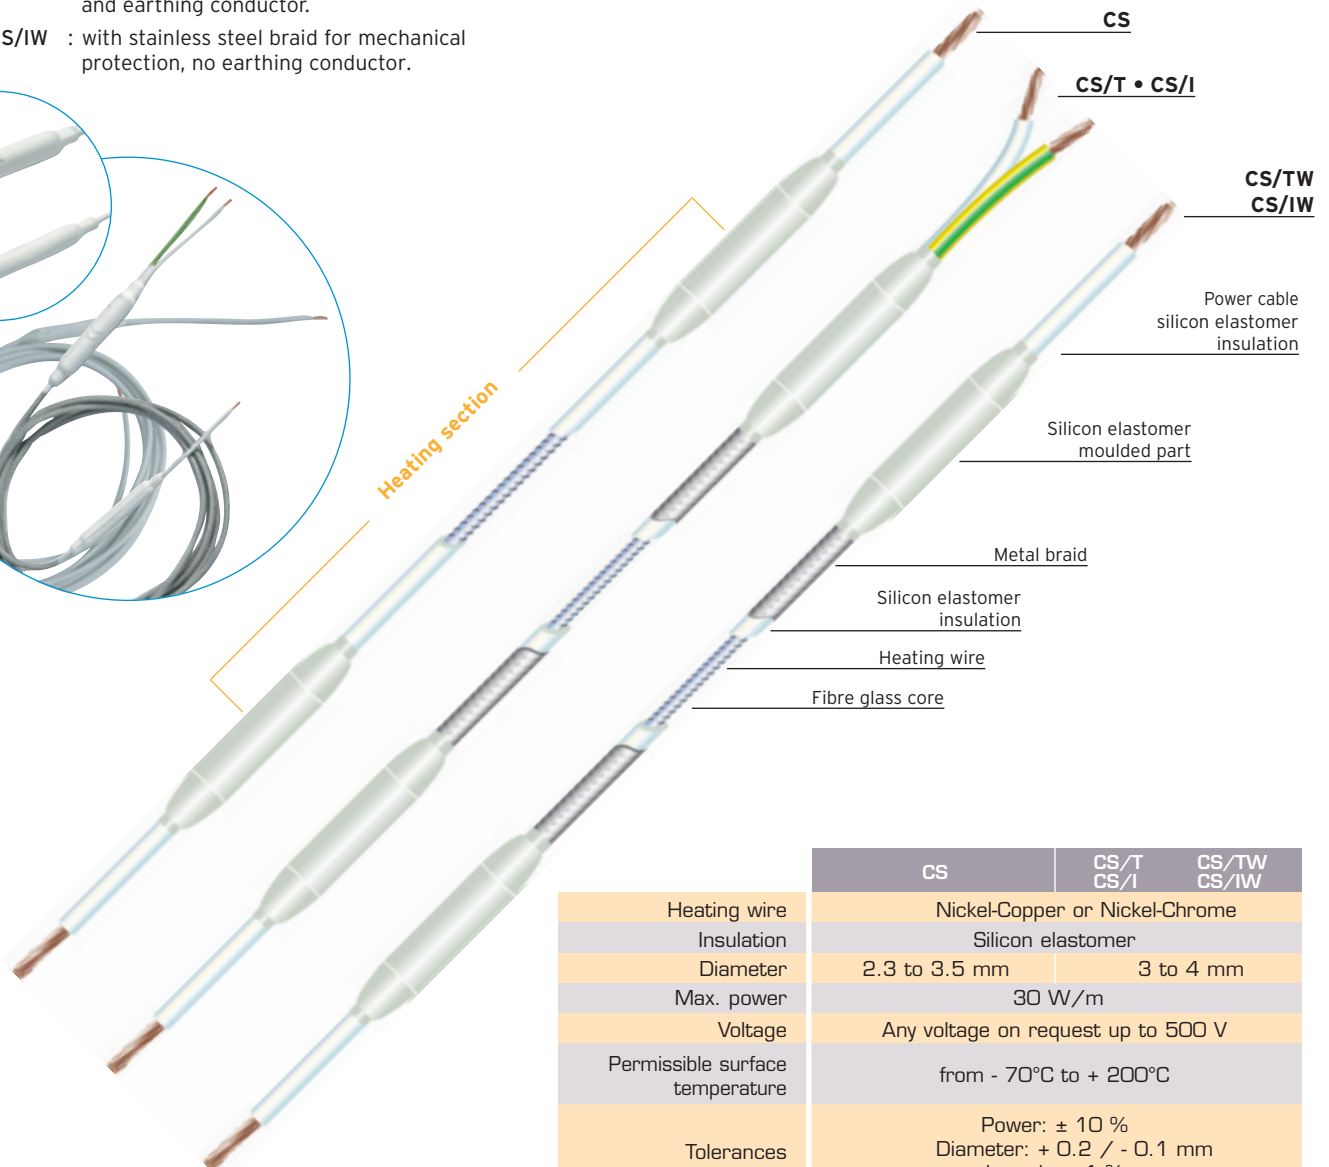 and earthing conductor.
S/IW : with stainless steel braid for mechanical
protection, no earthing conductor.
CS
CS/T • CS/I
CS/TW
CS/IW
Power cable
silicon elastomer
insulation
Silicon elastomer
moulded part
Metal braid
Silicon elastomer
insulation
Heating wire
Fibre glass core
Heating section
CS CS/T CS/TW
CS/I CS/IW
Heating wire Nickel-Copper or Nickel-Chrome
Insulation Silicon elastomer
Diameter 2.3 to 3.5 mm 3 to 4 mm
Max. power 30 W/m
Voltage Any voltage on request up to 500 V
Permissible surface
temperature from - 70°C to + 200°C
Power: ± 10 %
Tolerances Diameter: + 0.2 / - 0.1 mm